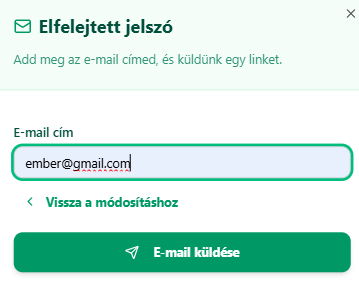 Elfelejtett jelszó
Add meg az e-mail címed, és küldünk egy linket.
E-mail cím
ember@gmail.com
Vissza a módosításhoz
E-mail küldése